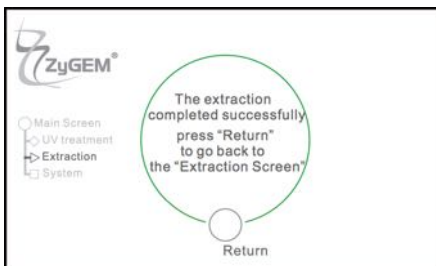 ZyGEM®
Main Screen
UV treatment
Extraction
System
The extraction
completed successfully
press "Return"
to go back to
the "Extraction Screen"
Return